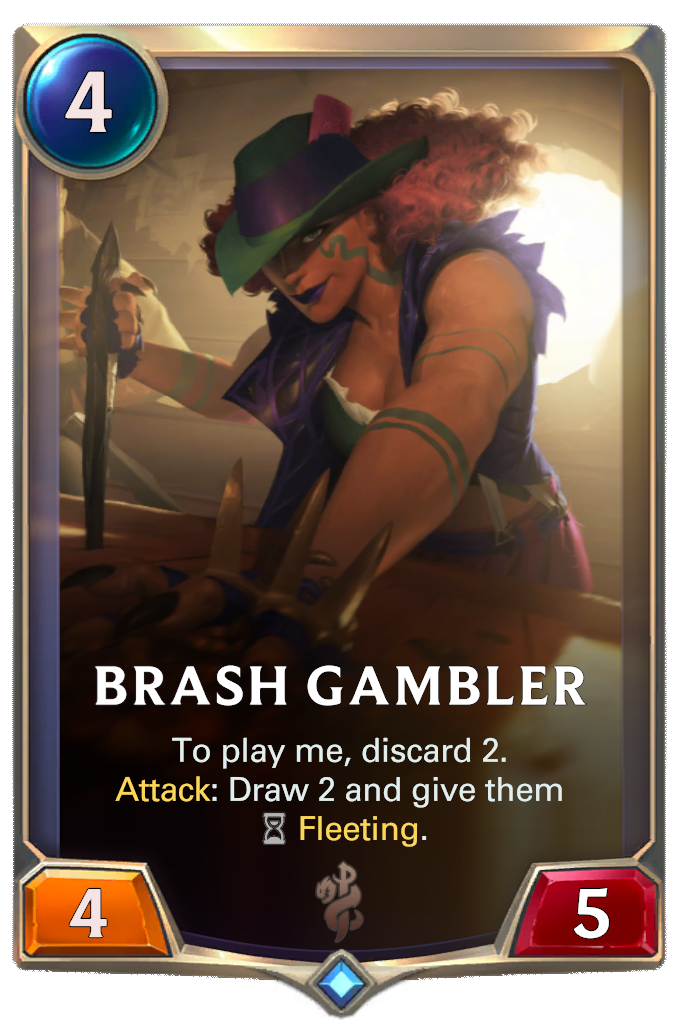 4
BRASH GAMBLER
To play me, discard 2.
Attack: Draw 2 and give them
Fleeting.
4
5